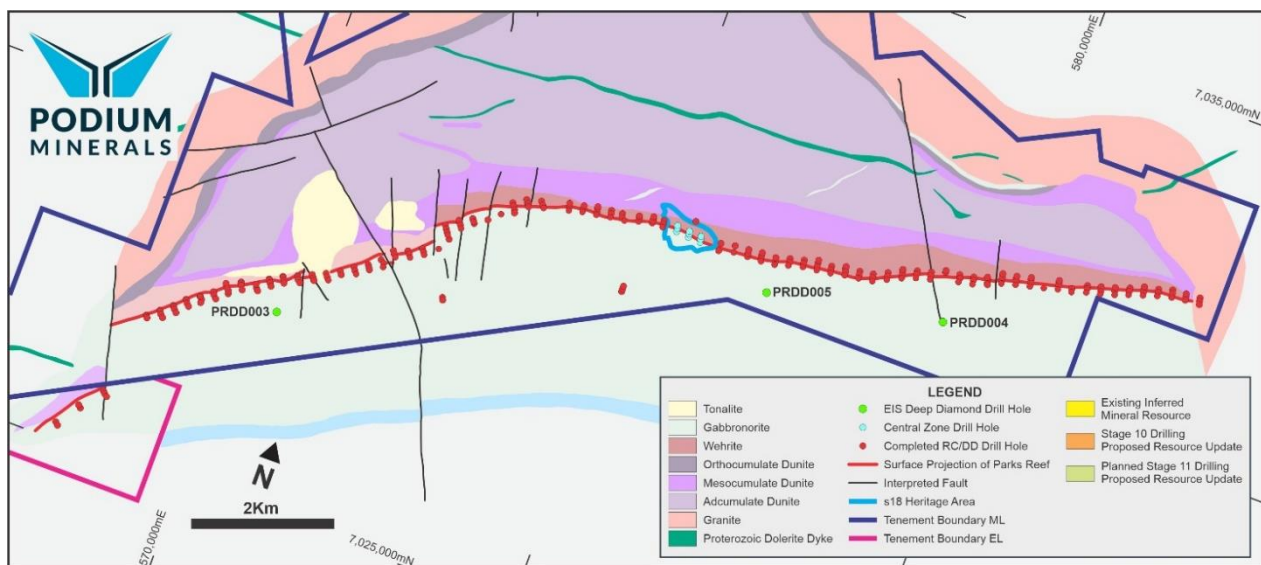 PODIUM
MINERALS
580,000mE
7,035,000mN
PRDD003
PRDD005
PRDD004
N
2Km
570,000mE
7,025,000mN
LEGEND
Tonalite
Gabbronorite
Wehrite
Orthocumulate Dunite
Mesocumulate Dunite
Adcumulate Dunite
Granite
Proterozoic Dolerite Dyke
EIS Deep Diamond Drill Hole
Central Zone Drill Hole
Completed RC/DD Drill Hole
Surface Projection of Parks Reef
Interpreted Fault
s18 Heritage Area
Tenement Boundary ML
Tenement Boundary EL
Existing Inferred
Mineral Resource
Stage 10 Drilling
Proposed Resource Update
Planned Stage 11 Drilling
Proposed Resource Update